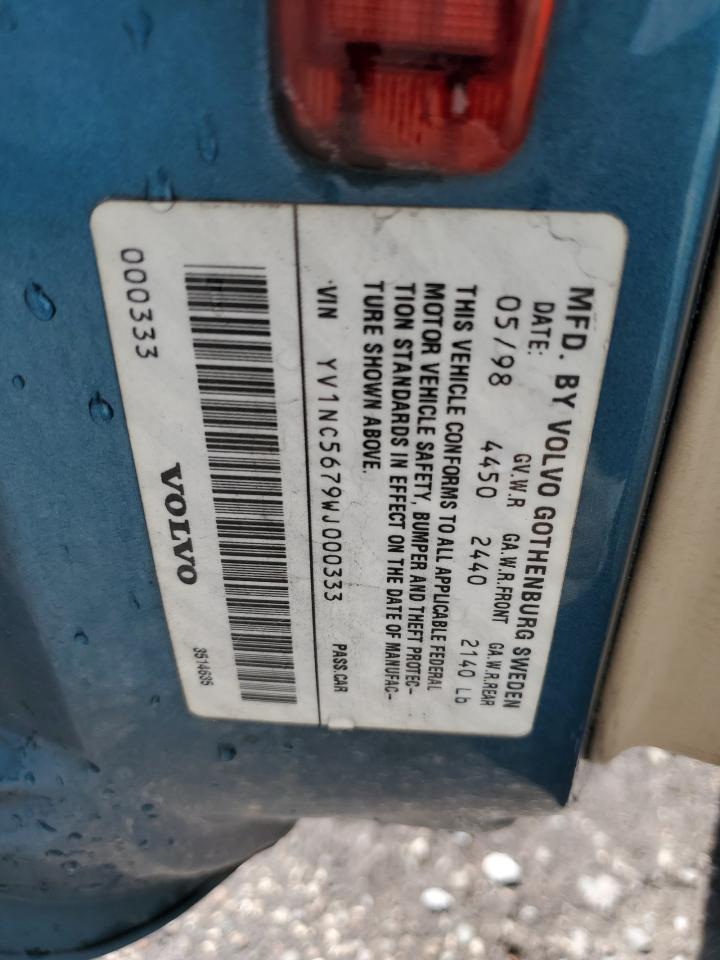 MFD. BY VOLVO GOTHENBURG SWEDEN
DATE: GV.W.R GA.W.R.FRONT GA.W.R.REAR
05/98 4450 2440 2140 Lb
THIS VEHICLE CONFORMS TO ALL APPLICABLE FEDERAL
MOTOR VEHICLE SAFETY, BUMPER AND THEFT PROTEC-
TION STANDARDS IN EFFECT ON THE DATE OF MANUFAC-
TURE SHOWN ABOVE.
VIN YV1NC5679WJ000333 PASS.CAR
000333 VOLVO 3514635